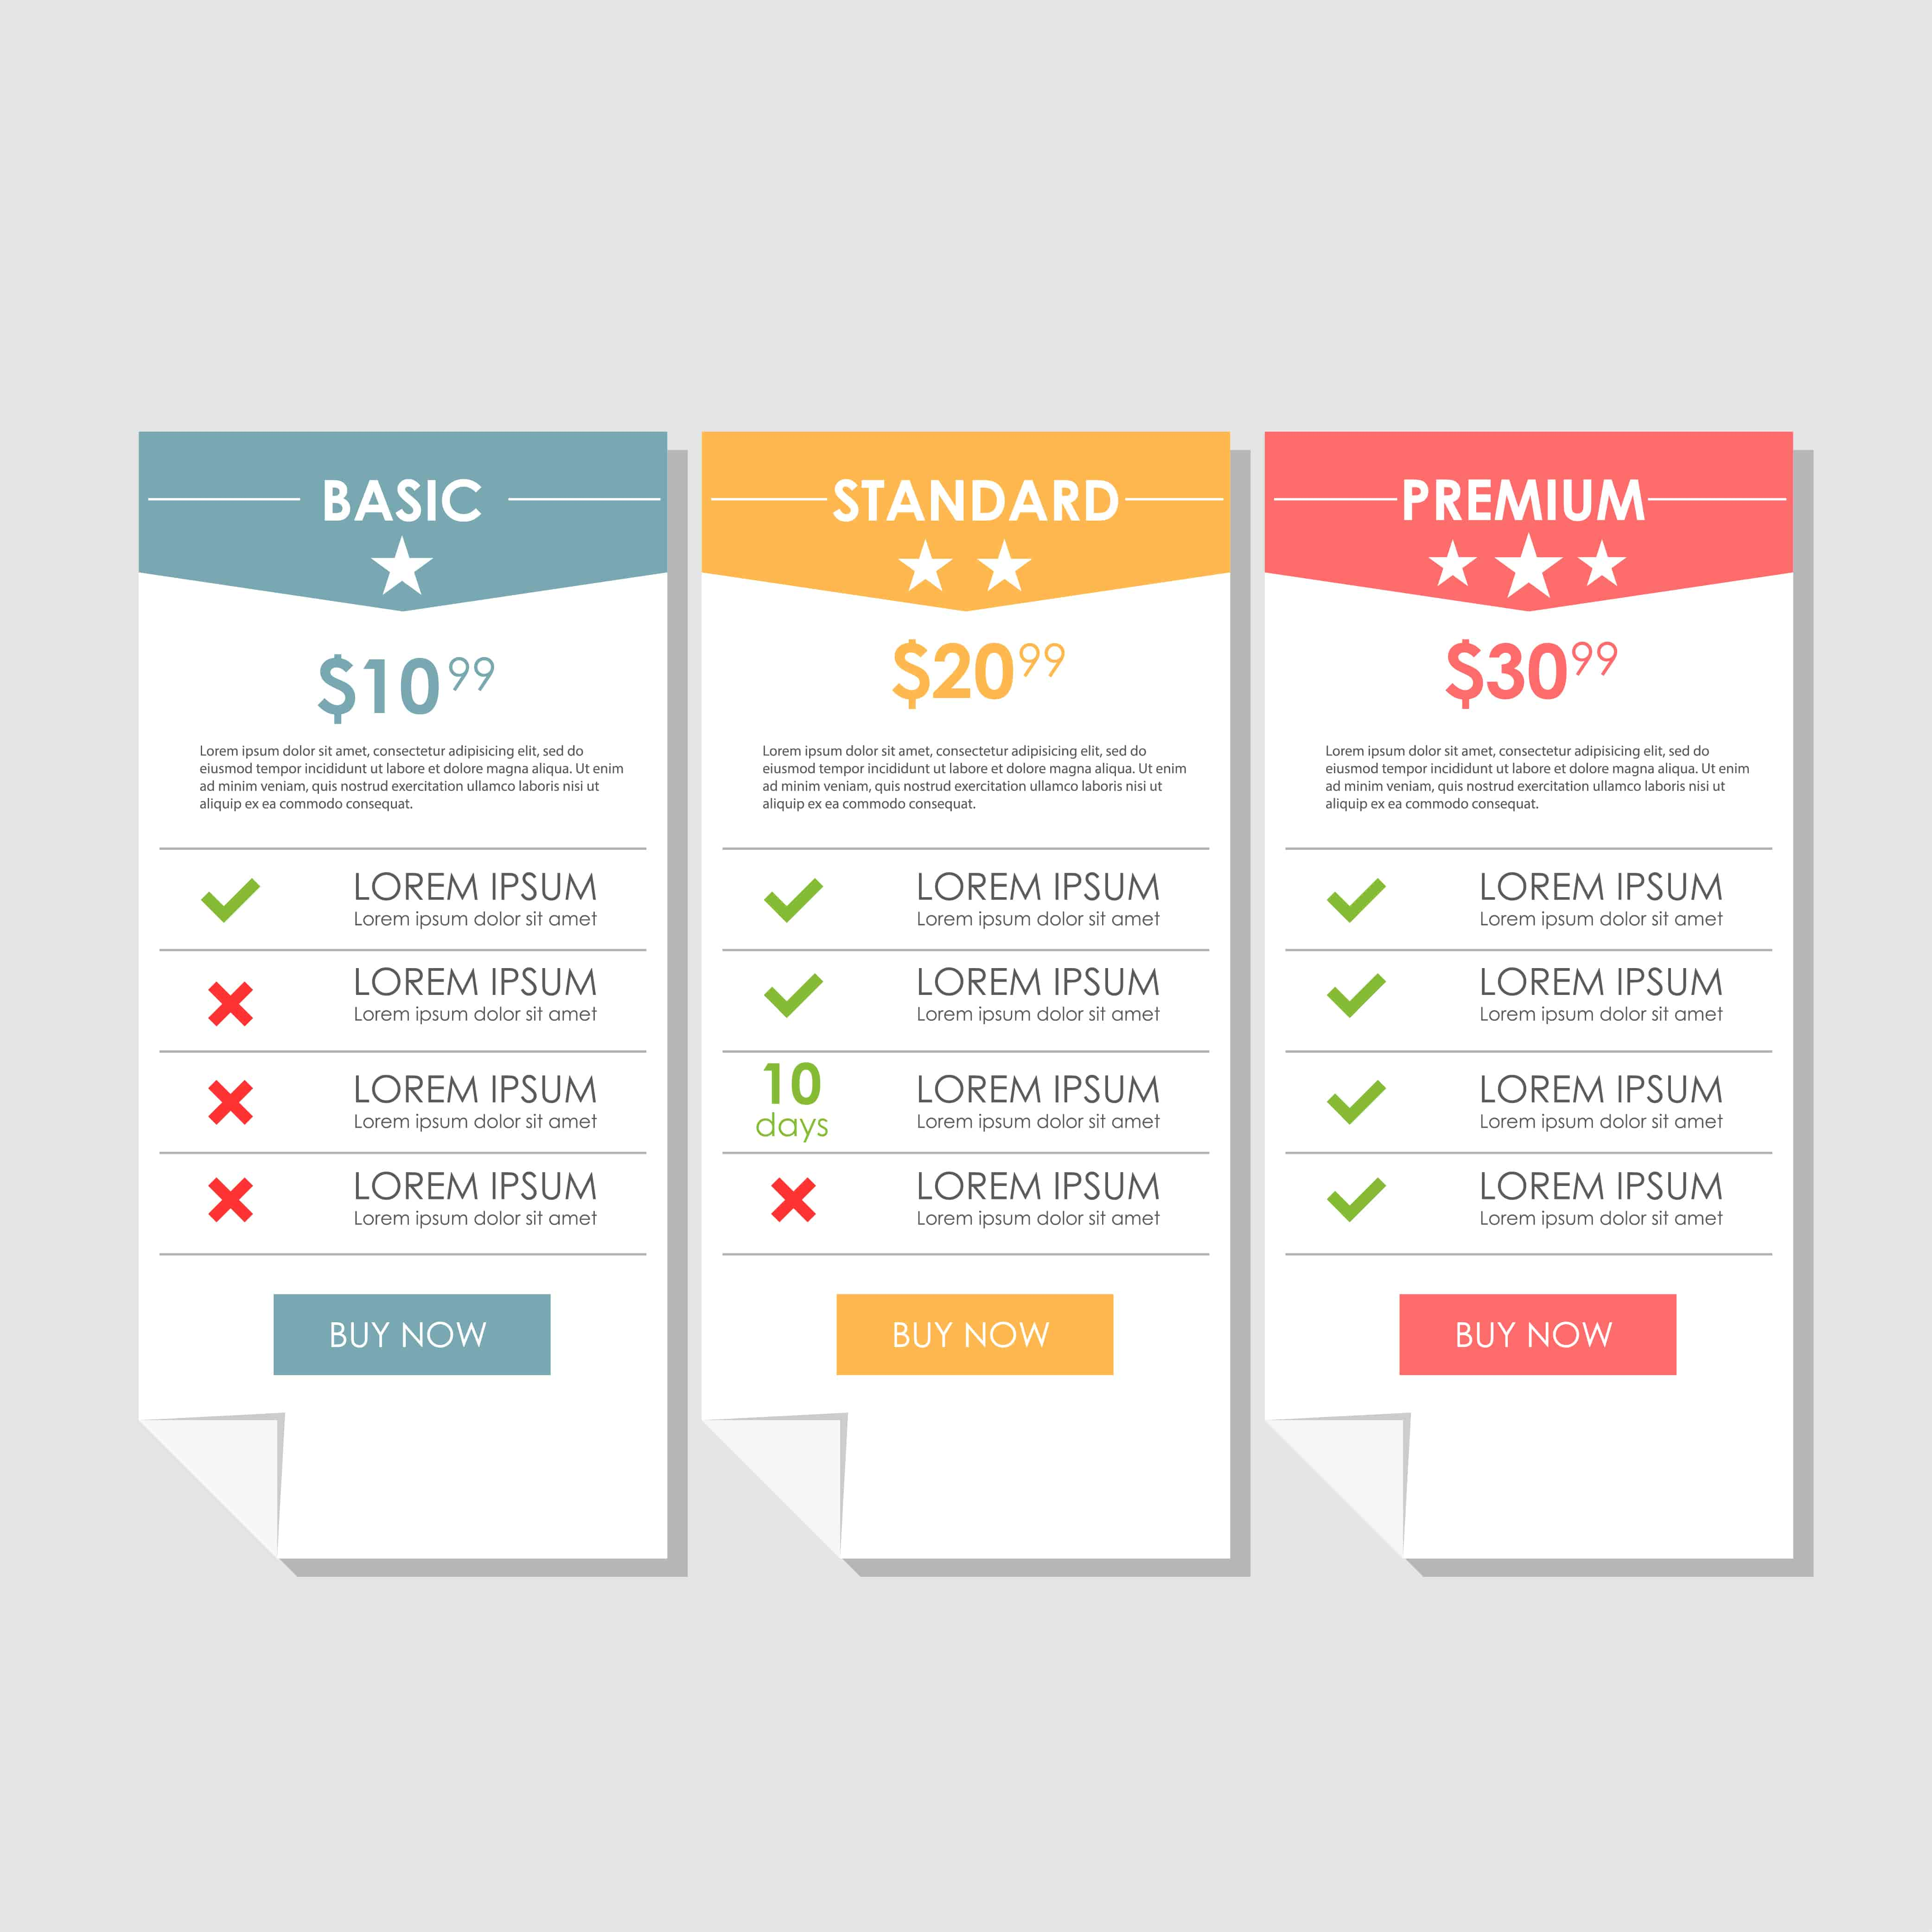 BASIC
$10 99
Lorem ipsum dolor sit amet, consectetur adipisicing elit, sed do
eiusmod tempor incididunt ut labore et dolore magna aliqua. Ut enim
ad minim veniam, quis nostrud exercitation ullamco laboris nisi ut
aliquip ex ea commodo consequat.
LOREM IPSUM
Lorem ipsum dolor sit amet
LOREM IPSUM
Lorem ipsum dolor sit amet
LOREM IPSUM
Lorem ipsum dolor sit amet
LOREM IPSUM
Lorem ipsum dolor sit amet
BUY NOW
STANDARD
$20 99
Lorem ipsum dolor sit amet, consectetur adipisicing elit, sed do
eiusmod tempor incididunt ut labore et dolore magna aliqua. Ut enim
ad minim veniam, quis nostrud exercitation ullamco laboris nisi ut
aliquip ex ea commodo consequat.
LOREM IPSUM
Lorem ipsum dolor sit amet
LOREM IPSUM
Lorem ipsum dolor sit amet
10
days
LOREM IPSUM
Lorem ipsum dolor sit amet
LOREM IPSUM
Lorem ipsum dolor sit amet
BUY NOW
PREMIUM
$30 99
Lorem ipsum dolor sit amet, consectetur adipisicing elit, sed do
eiusmod tempor incididunt ut labore et dolore magna aliqua. Ut enim
ad minim veniam, quis nostrud exercitation ullamco laboris nisi ut
aliquip ex ea commodo consequat.
LOREM IPSUM
Lorem ipsum dolor sit amet
LOREM IPSUM
Lorem ipsum dolor sit amet
LOREM IPSUM
Lorem ipsum dolor sit amet
LOREM IPSUM
Lorem ipsum dolor sit amet
BUY NOW